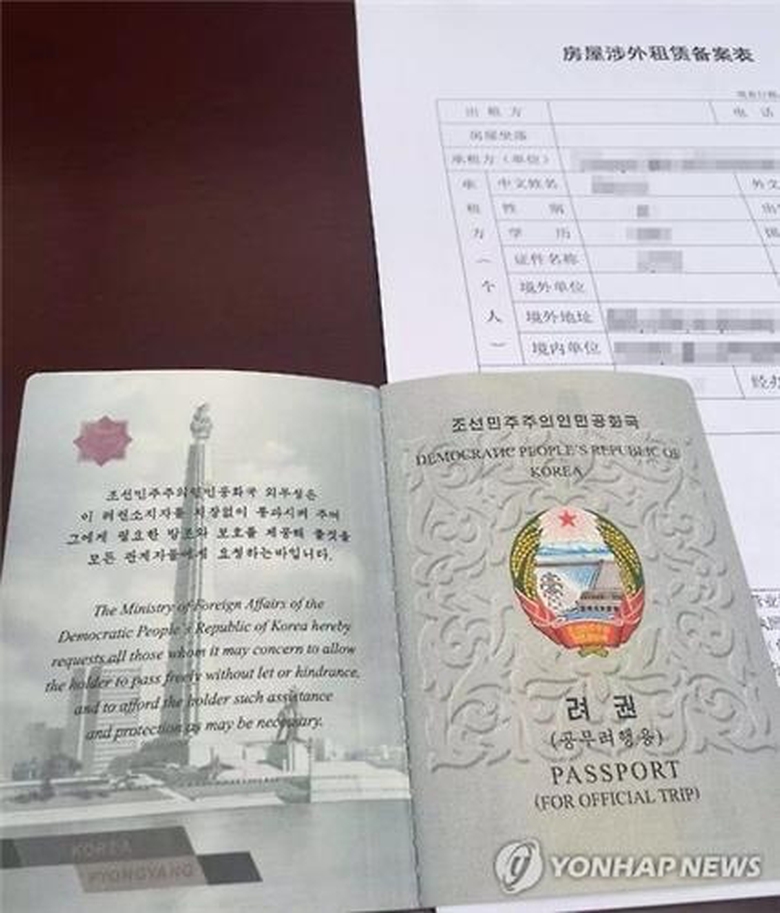 房屋涉外租赁备案表
出租方
电话
房屋坐落
承租方（单位）
承租方（个人）
中文姓名
外文
性别
学历
证件名称
境外单位
境外地址
境内单位
조선민주주의인민공화국 외무성은
이 려권소지자를 지장없이 통과시켜 주며
그에게 필요한 방조와 보호를 제공해 줄것을
모든 관계자들에게 요청하는바입니다.
The Ministry of Foreign Affairs of the
Democratic People's Republic of Korea hereby
requests all those whom it may concern to allow
the holder to pass freely without let or hindrance,
and to afford the holder such assistance
and protection as may be necessary.
KOREA
PYONGYANG
조선민주주의인민공화국
DEMOCRATIC PEOPLE'S REPUBLIC OF
KOREA
려권
(공무려행용)
PASSPORT
(FOR OFFICIAL TRIP)
YONHAP NEWS